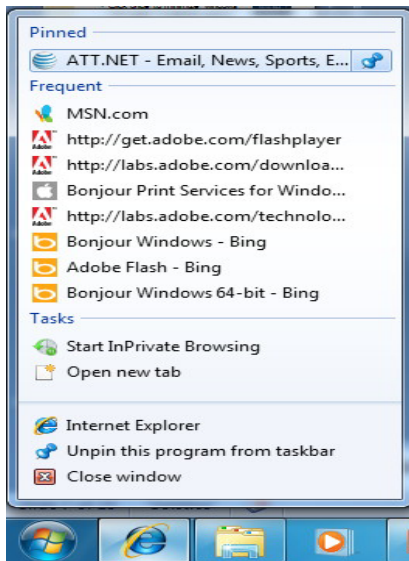 Pinned
ATT.NET - Email, News, Sports, E...
Frequent
MSN.com
http://get.adobe.com/flashplayer
http://labs.adobe.com/downloa...
Bonjour Print Services for Windo...
http://labs.adobe.com/technolo...
Bonjour Windows - Bing
Adobe Flash - Bing
Bonjour Windows 64-bit - Bing
Tasks
Start InPrivate Browsing
Open new tab
Internet Explorer
Unpin this program from taskbar
Close window